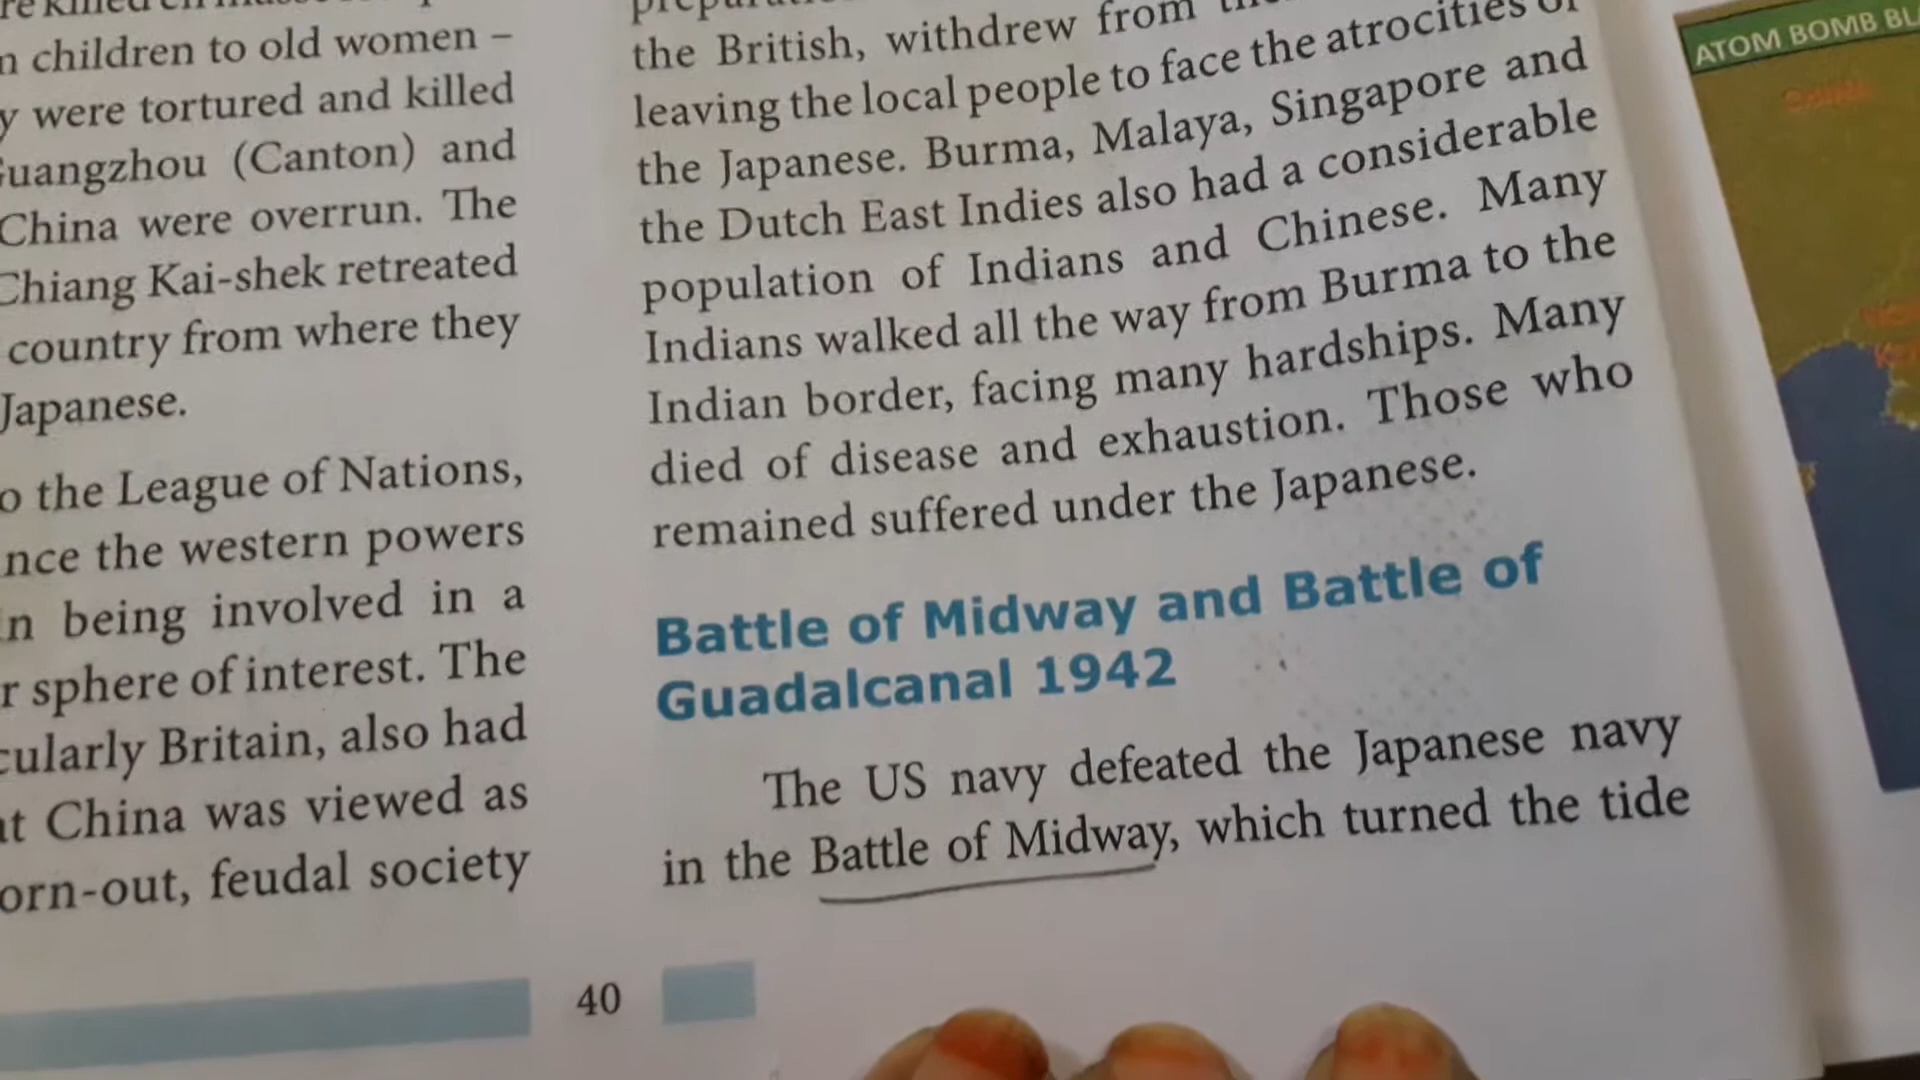 children to old women –
were tortured and killed
(Canton) and
China were overrun. The
Kai-shek retreated
country from where they
Japanese.
the League of Nations,
the western powers
being involved in a
sphere of interest. The
Britain, also had
China was viewed as
feudal society
the British, withdrew from
leaving the local people to face the atrocities of
the Japanese. Burma, Malaya, Singapore and
the Dutch East Indies also had a considerable
population of Indians and Chinese. Many
Indians walked all the way from Burma to the
Indian border, facing many hardships. Many
died of disease and exhaustion. Those who
remained suffered under the Japanese.
Battle of Midway and Battle of
Guadalcanal 1942
The US navy defeated the Japanese navy
in the Battle of Midway, which turned the tide
40
ATOM BOMB